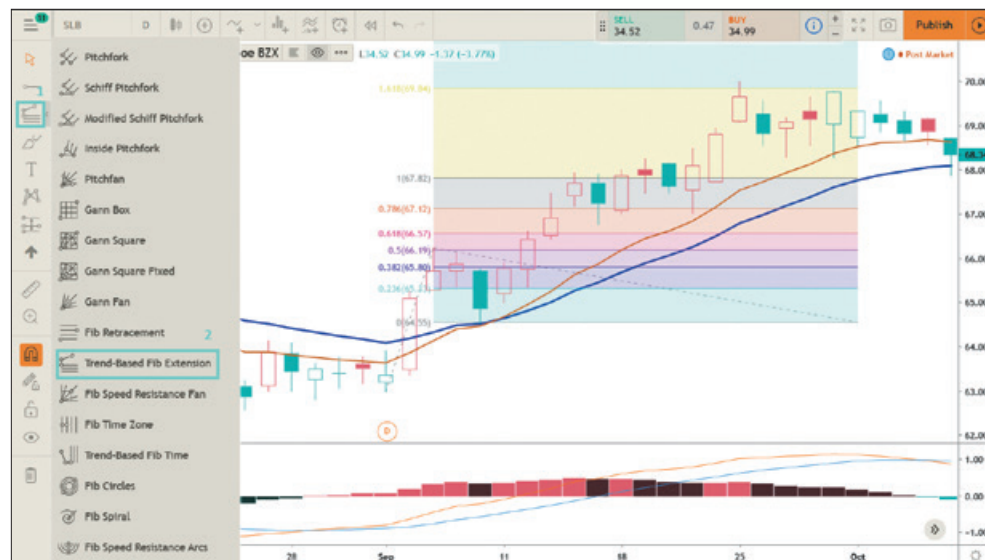 11
SLB D
SELL
34.52
0.47
BUY
34.99
Publish
oe BZX L34.52 C34.99 −1.37 (−3.77%)
Post Market
Pitchfork
Schiff Pitchfork
Modified Schiff Pitchfork
Inside Pitchfork
Pitchfan
Gann Box
Gann Square
Gann Square Fixed
Gann Fan
Fib Retracement 2
Trend-Based Fib Extension
Fib Speed Resistance Fan
Fib Time Zone
Trend-Based Fib Time
Fib Circles
Fib Spiral
Fib Speed Resistance Arcs
1
1.618(69.84)
1(67.82)
0.786(67.12)
0.618(66.57)
0.5(66.19)
0.382(65.80)
0.236(65.33)
0(64.55)
D
70.00
69.00
68.34
68.00
67.00
66.00
65.00
64.00
63.00
62.00
1.00
0.00
−1.00
28 Sep 11 18 25 Oct